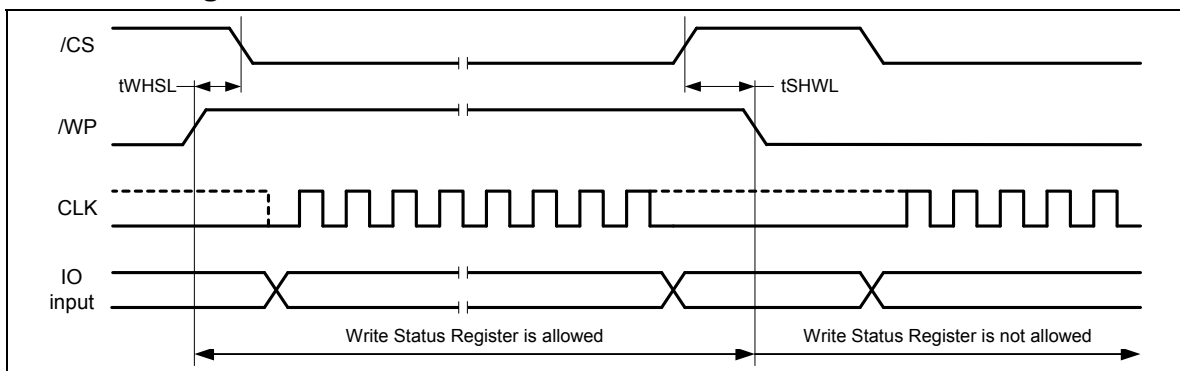 /CS
tWHSL
tSHWL
/WP
CLK
IO
input
Write Status Register is allowed
Write Status Register is not allowed